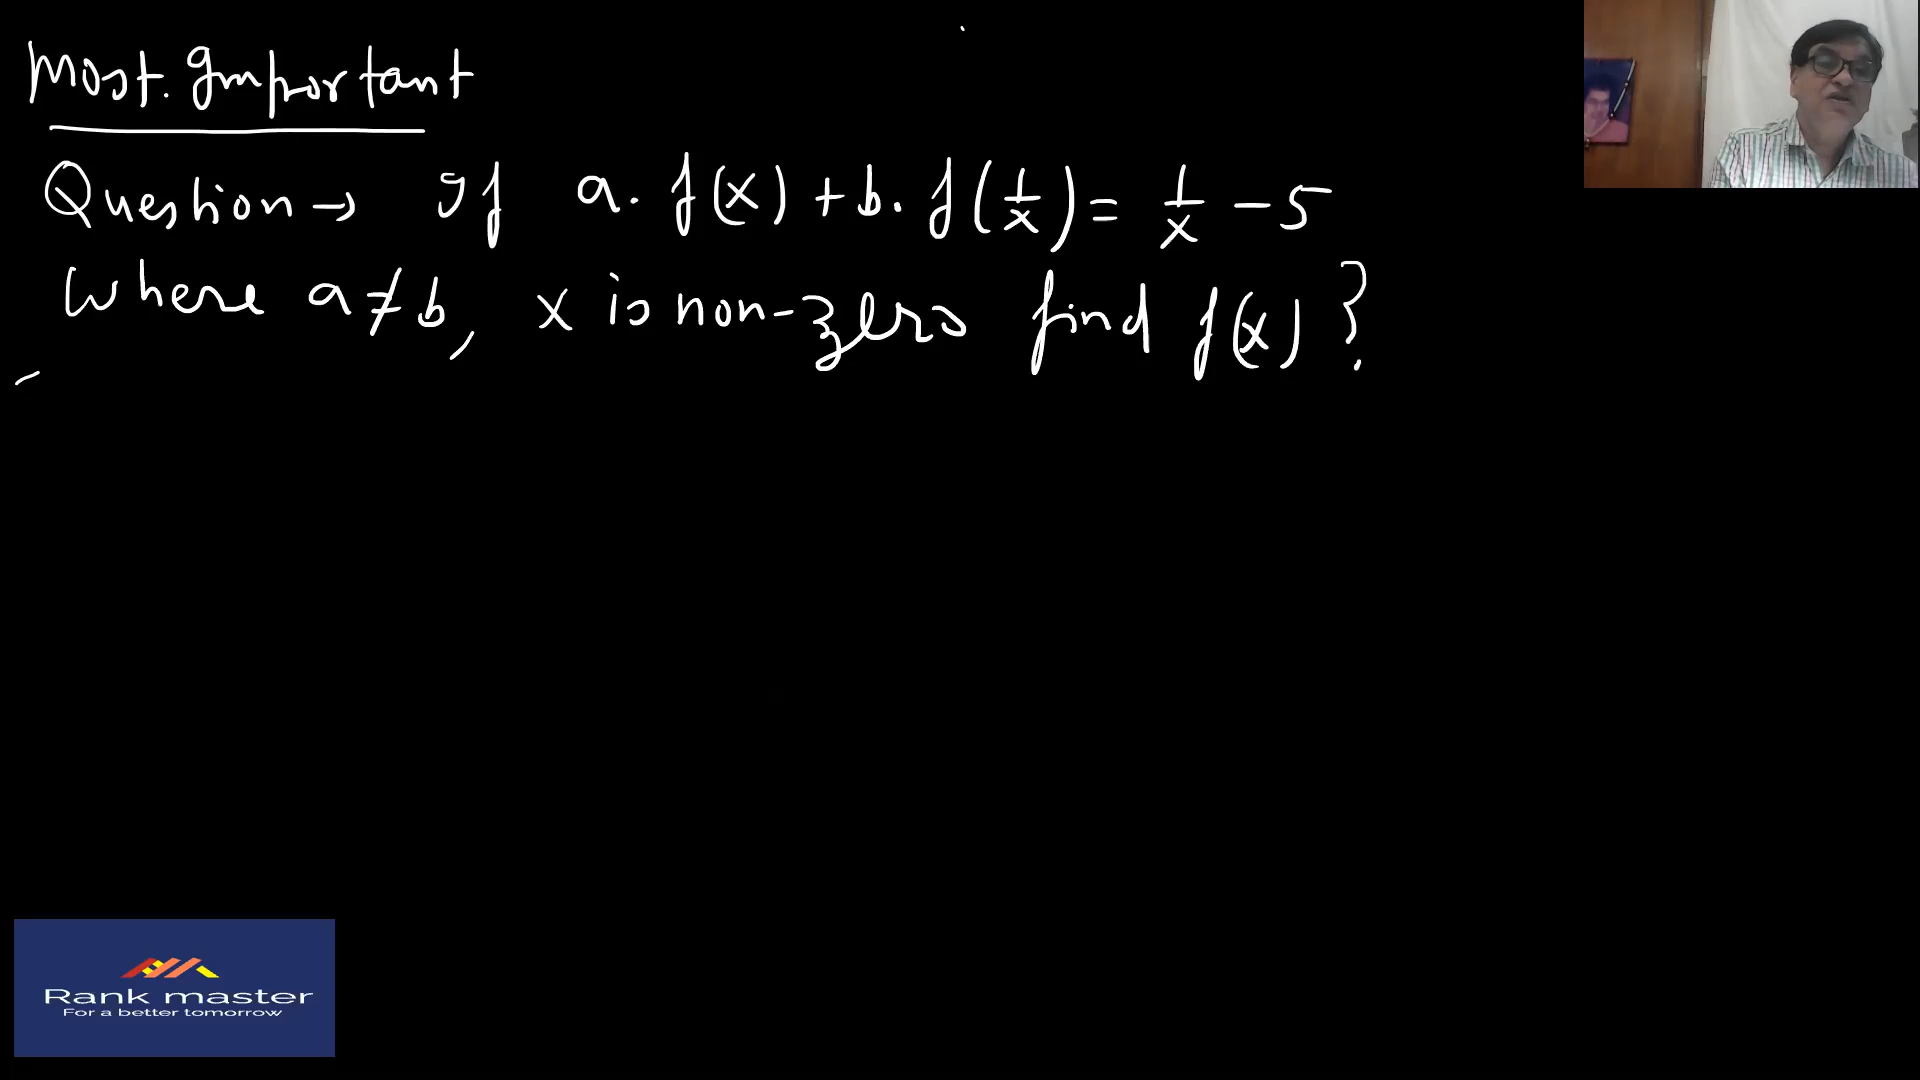 Most. Important
Question → If a. f(x) + b. f(1/x) = 1/x - 5
Where a ≠ b, x is non-zero find f(x) ?
Rank master
For a better tomorrow